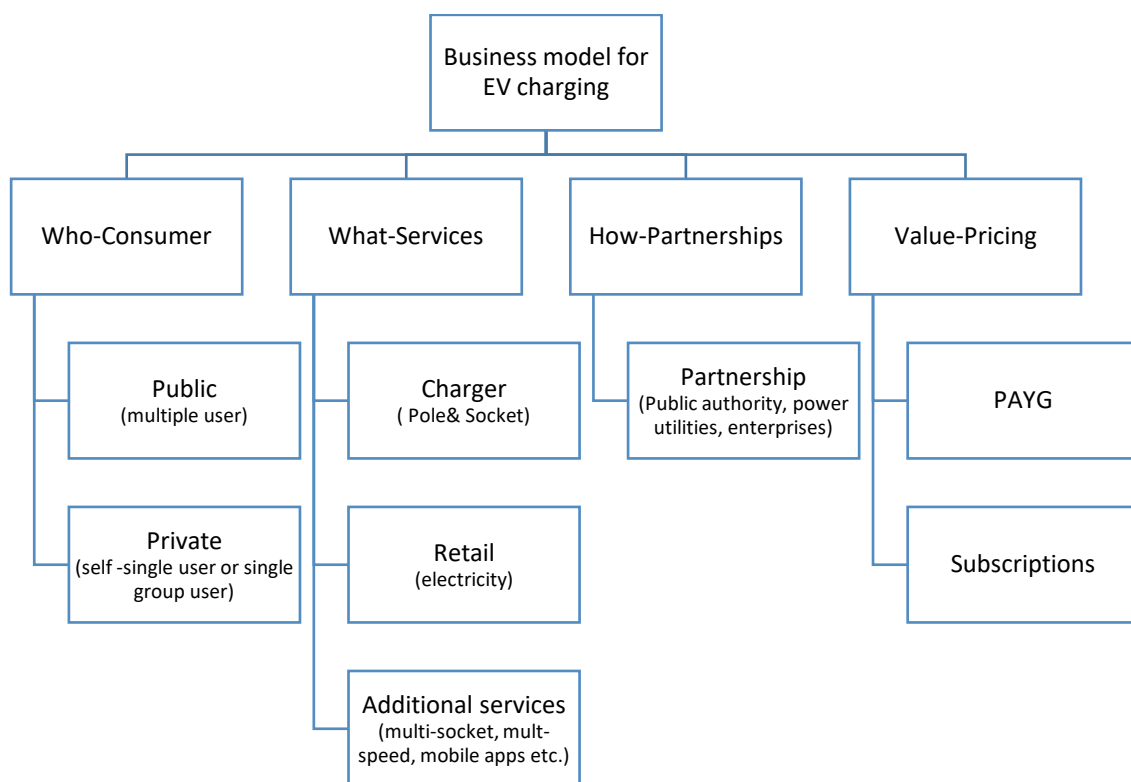 Business model for
EV charging
Who-Consumer
What-Services
How-Partnerships
Value-Pricing
Public
(multiple user)
Charger
( Pole& Socket)
Partnership
(Public authority, power
utilities, enterprises)
PAYG
Private
(self -single user or single
group user)
Retail
(electricity)
Subscriptions
Additional services
(multi-socket, mult-
speed, mobile apps etc.)